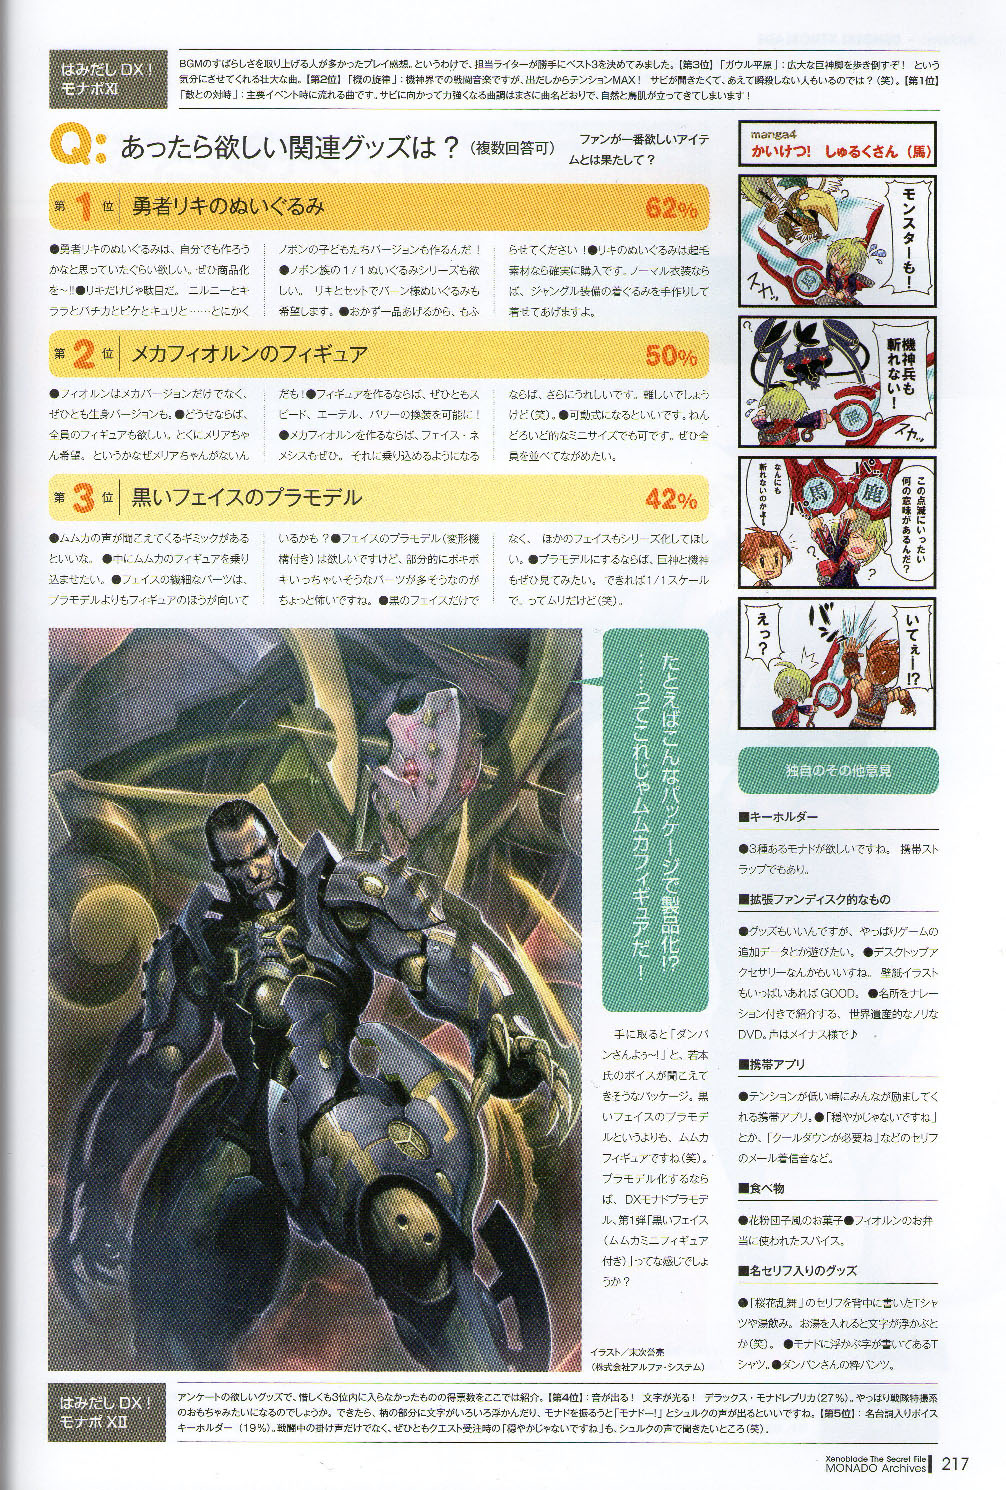 はみだし DX！
モナポⅪ
BGMのすばらしさを取り上げる人が多かったプレイ感想。というわけで、担当ライターが勝手にベスト3を決めてみました。【第3位】「ガウル平原」：広大な巨神脚を歩き倒すぞ！ という
気分にさせてくれる壮大な曲。【第2位】「機の旋律」：機神界での戦闘音楽ですが、出だしからテンションMAX！ サビが聞きたくて、あえて瞬殺しない人もいるのでは？（笑）。【第1位】
「敵との対峙」：主要イベント時に流れる曲です。サビに向かって力強くなる曲調はまさに曲名どおりで、自然と鳥肌が立ってきてしまいます！
Q: あったら欲しい関連グッズは？（複数回答可）
ファンが一番欲しいアイテ
ムとは果たして？
第1位 勇者リキのぬいぐるみ 62%
●勇者リキのぬいぐるみは、自分でも作ろう
かなと思っていたぐらい欲しい。ぜひ商品化
を〜!!●リキだけじゃ駄目だ。ニルニーとキ
ララとパチカとピケとキュリと……とにかく
ノポンの子どもたちバージョンも作るんだ！
●ノポン族の1/1ぬいぐるみシリーズも欲
しい。 リキとセットでバーン様ぬいぐるみも
希望します。●おかず一品あげるから、もふ
らせてください！●リキのぬいぐるみは起毛
素材なら確実に購入です。ノーマル衣装なら
ば、ジャングル装備の着ぐるみを手作りして
着せてあげますよ。
第2位 メカフィオルンのフィギュア 50%
●フィオルンはメカバージョンだけでなく、
ぜひとも生身バージョンも。●どうせならば、
全員のフィギュアも欲しい。とくにメリアちゃ
ん希望。というかなぜメリアちゃんがないん
だも！●フィギュアを作るならば、ぜひともス
ピード、エーテル、パワーの換装を可能に！
●メカフィオルンを作るならば、フェイス・ネ
メシスもぜひ。 それに乗り込めるようになる
ならば、さらにうれしいです。難しいでしょう
けど（笑）。●可動式になるといいです。ねん
どろいど的なミニサイズでも可です。ぜひ全
員を並べてながめたい。
第3位 黒いフェイスのプラモデル 42%
●ムムカの声が聞こえてくるギミックがある
といいな。 ●中にムムカのフィギュアを乗り
込ませたい。●フェイスの繊細なパーツは、
プラモデルよりもフィギュアのほうが向いて
いるかも？●フェイスのプラモデル（変形機
構付き）は欲しいですけど、部分的にポキポ
キいっちゃいそうなパーツが多そうなのが
ちょっと怖いですね。●黒のフェイスだけで
なく、ほかのフェイスもシリーズ化してほし
い。●プラモデルにするならば、巨神と機神
もぜひ見てみたい。できれば1/1スケール
で。ってムリだけど（笑）。
manga4
かいけつ！ しゅるくさん（馬）
モンスターも！
スカッ
機神兵も
斬れない！
スカッ
この点滅にいったい
何の意味があるんだ？
馬 鹿
パッ
なんにも
斬れないのかよ〜
いてぇー!?
バシ
えっ？
たとえばこんなパッケージで製品化!?
……ってこれじゃムムカフィギュアだー！
手に取ると「ダンバ
ンさんよぅ〜!」と、若本
氏のボイスが聞こえて
きそうなパッケージ。黒
いフェイスのプラモデ
ルというよりも、ムムカ
フィギュアですね（笑）。
プラモデル化するなら
ば、DXモナドプラモデ
ル、第1弾「黒いフェイス
（ムムカミニフィギュア
付き）」ってな感じでしょ
うか？
イラスト／末次誉亮
（株式会社アルファ・システム）
独自のその他意見
■キーホルダー
●3種あるモナドが欲しいですね。携帯スト
ラップでもあり。
■拡張ファンディスク的なもの
●グッズもいいんですが、やっぱりゲームの
追加データとか遊びたい。●デスクトップア
クセサリーなんかもいいすね。 壁紙イラスト
もいっぱいあればGOOD。●名所をナレー
ション付きで紹介する、世界遺産的なノリな
DVD。声はメイナス様で♪
■携帯アプリ
●テンションが低い時にみんなが励ましてく
れる携帯アプリ。●「穏やかじゃないですね」
とか、「クールダウンが必要ね」などのセリフ
のメール着信音など。
■食べ物
●花粉団子風のお菓子●フィオルンのお弁
当に使われたスパイス。
■名セリフ入りのグッズ
●「桜花乱舞」のセリフを背中に書いたTシャ
ツや湯飲み。お湯を入れると文字が浮かぶと
か（笑）。 ●モナドに浮かぶ字が書いてあるT
シャツ。●ダンバンさんの粋パンツ。
はみだし DX！
モナポⅫ
アンケートの欲しいグッズで、惜しくも3位内に入らなかったものの得票数をここでは紹介。【第4位】：音が出る！ 文字が光る！ デラックス・モナドレプリカ（27％）。やっぱり戦隊特撮系
のおもちゃみたいになるのでしょうか。できたら、柄の部分に文字がいろいろ浮かんだり、モナドを振るうと「モナドー!」とシュルクの声が出るといいですね。【第5位】：名台詞入りボイス
キーホルダー（19％）。戦闘中の掛け声だけでなく、ぜひともクエスト受注時の「穏やかじゃないですね」も、シュルクの声で聞きたいところ（笑）。
Xenoblade The Secret File
MONADO Archives 217